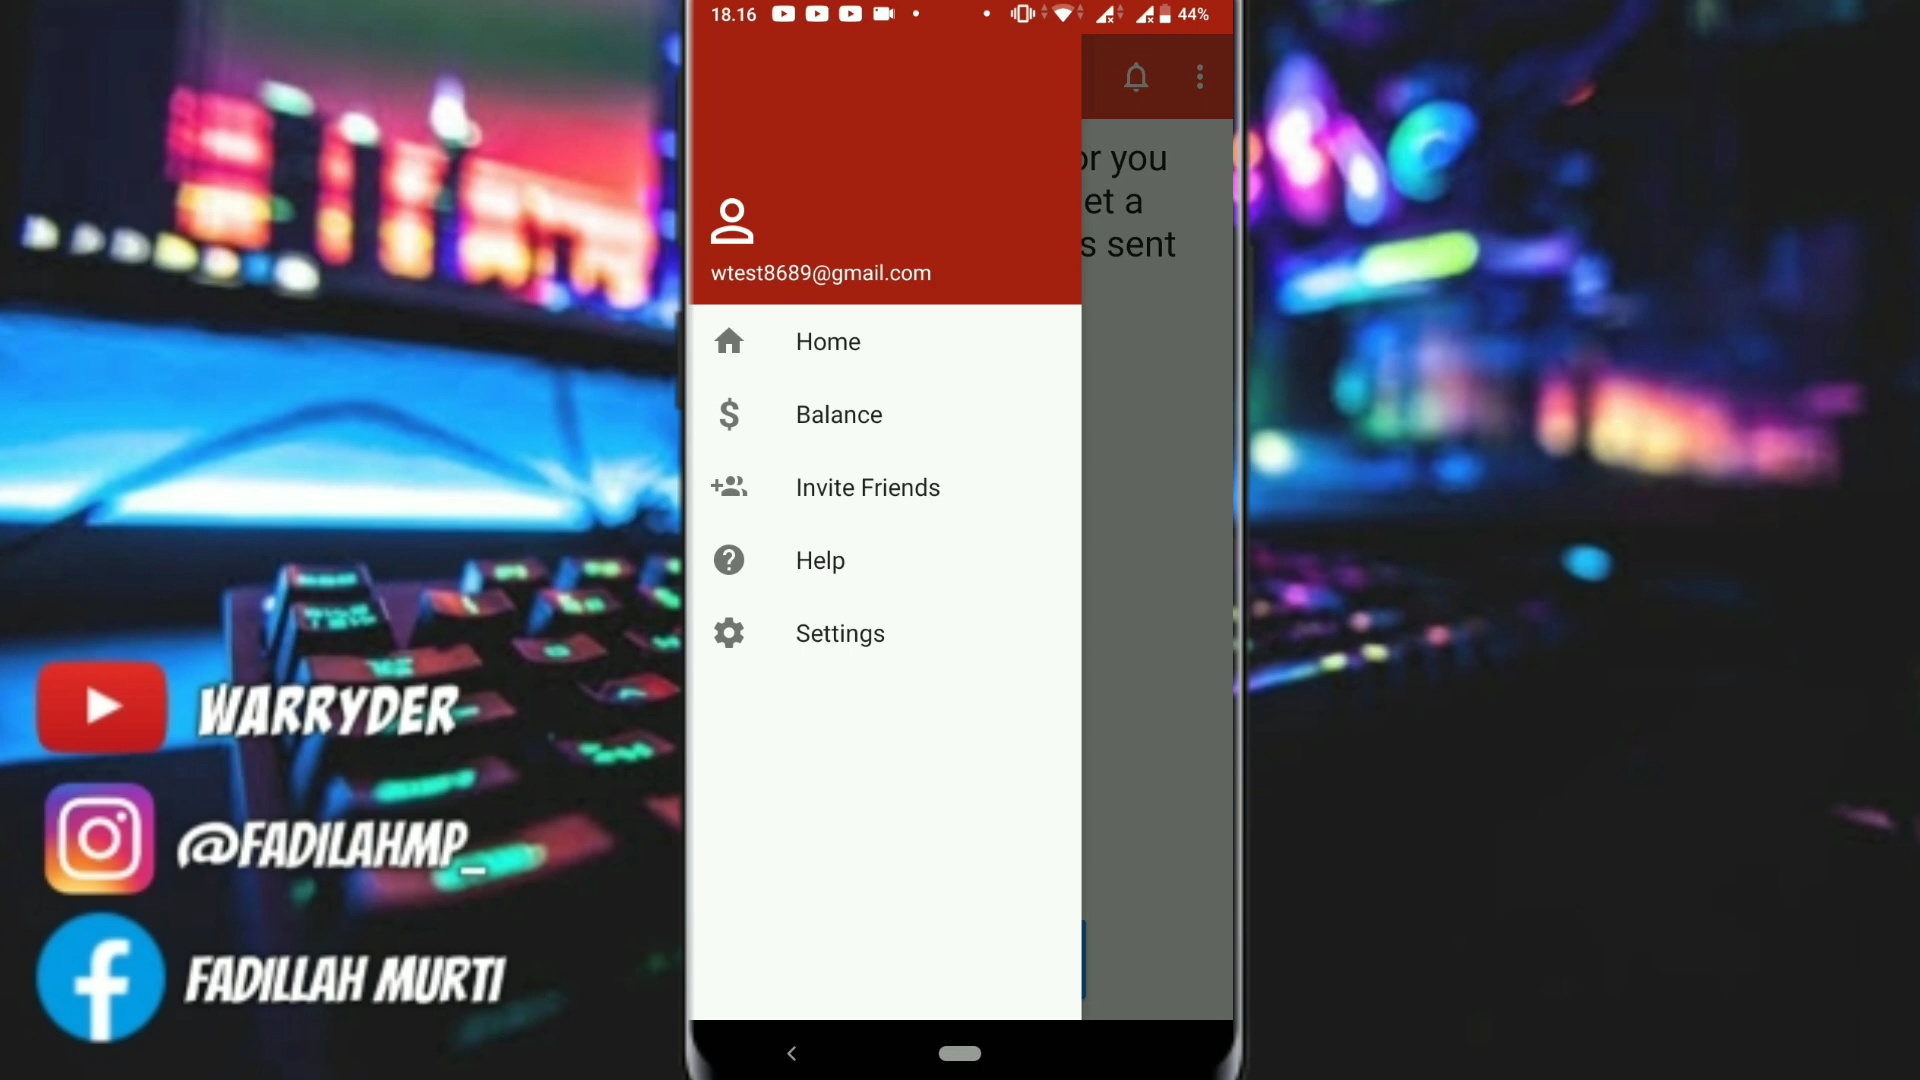 18.16
44%
or you
et a
s sent
wtest8689@gmail.com
Home
Balance
Invite Friends
Help
Settings
WARRYDER
@FADILAHMP_
FADILLAH MURTI